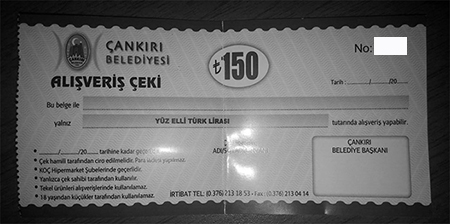 ÇANKIRI
BELEDİYESİ
₺150
No:
ALIŞVERİŞ ÇEKİ
Tarih : ......./......./20.....
Bu belge ile
yalnız YÜZ ELLİ TÜRK LİRASI tutarında alışveriş yapabilir.
....../....../20...... tarihine kadar
ADI/S
ÇANKIRI
BELEDİYE BAŞKANI
• Çek hamili tarafından ciro edilmelidir. Para iadesi yapılmaz.
• KOÇ Hipermarket Şubelerinde geçerlidir.
• Yanlızca çek sahibi tarafından kullanılır.
• Tekel ürünleri alışverişlerinde kullanılamaz.
• 18 yaşından küçükler tarafından kullanılamaz.
İRTİBAT TEL: (0.376) 213 18 53 - Fax : (0.376) 213 04 14